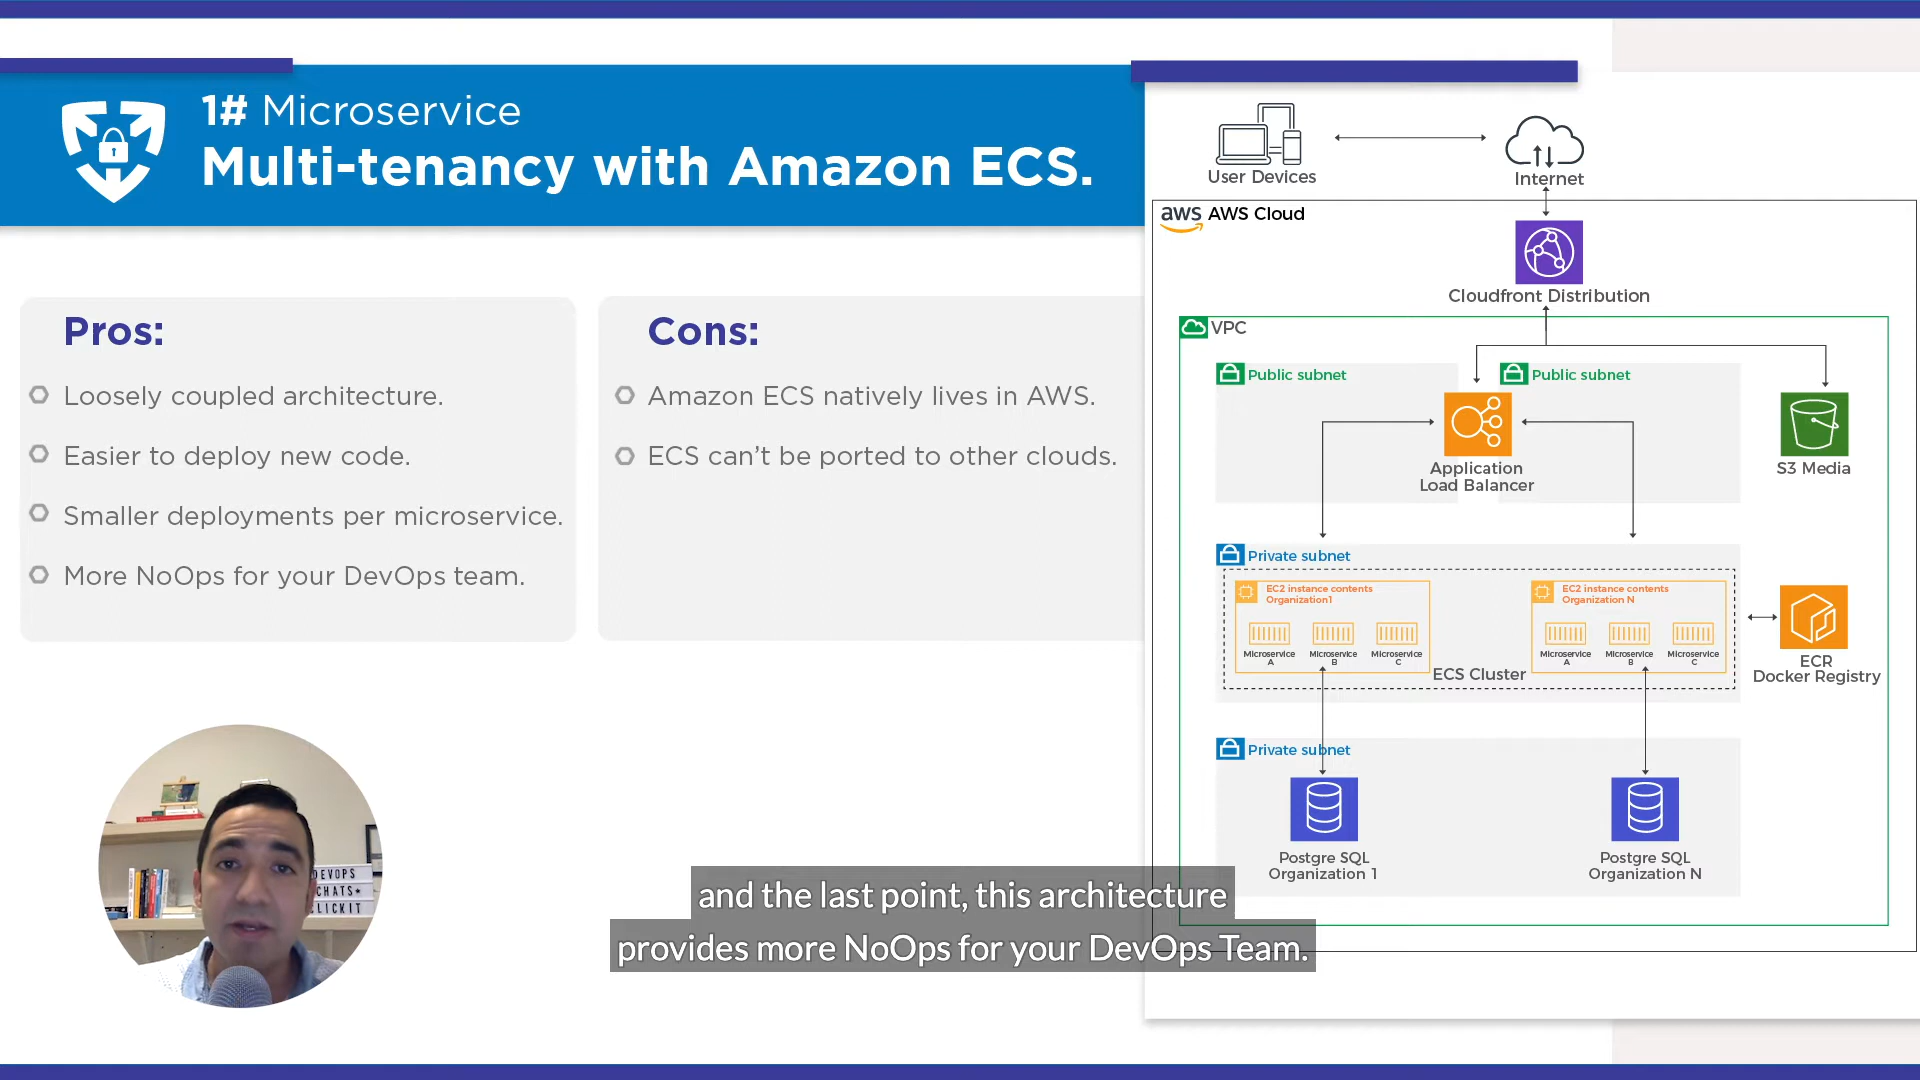 1# Microservice
Multi-tenancy with Amazon ECS.
Pros:
Loosely coupled architecture.
Easier to deploy new code.
Smaller deployments per microservice.
More NoOps for your DevOps team.
Cons:
Amazon ECS natively lives in AWS.
ECS can't be ported to other clouds.
User Devices
Internet
aws AWS Cloud
Cloudfront Distribution
VPC
Public subnet
Public subnet
Application
Load Balancer
S3 Media
Private subnet
EC2 instance contents
Organization1
Microservice
A
Microservice
B
Microservice
C
EC2 instance contents
Organization N
Microservice
A
Microservice
B
Microservice
C
ECS Cluster
ECR
Docker Registry
Private subnet
Postgre SQL
Organization 1
Postgre SQL
Organization N
DEVOPS
CHATS+
CLICKIT
and the last point, this architecture
provides more NoOps for your DevOps Team.